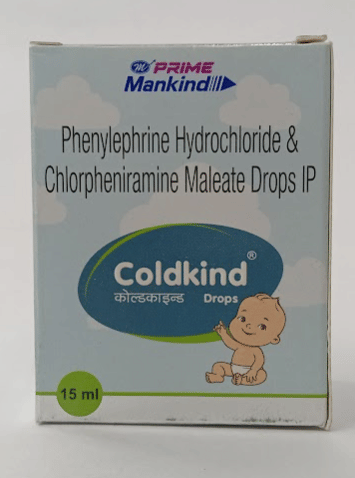 PRIME
Mankind
Phenylephrine Hydrochloride &
Chlorpheniramine Maleate Drops IP
Coldkind®
कोल्डकाइन्ड Drops
15 ml